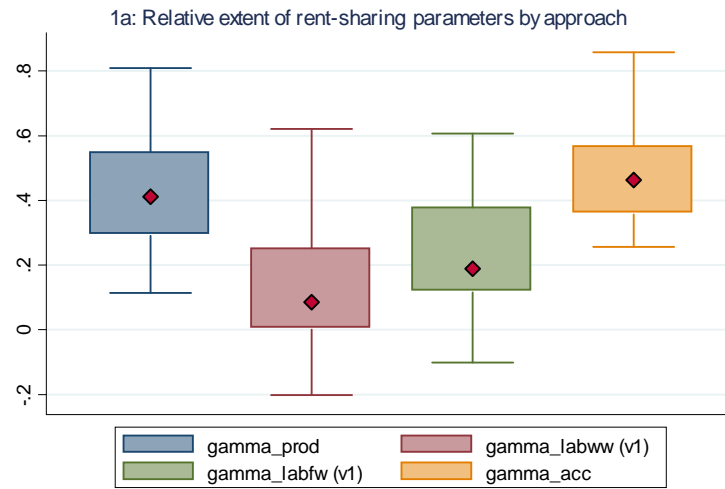 1a: Relative extent of rent-sharing parameters by approach
.8
.6
.4
.2
0
-.2
gamma_prod gamma_labww (v1)
gamma_labfw (v1) gamma_acc